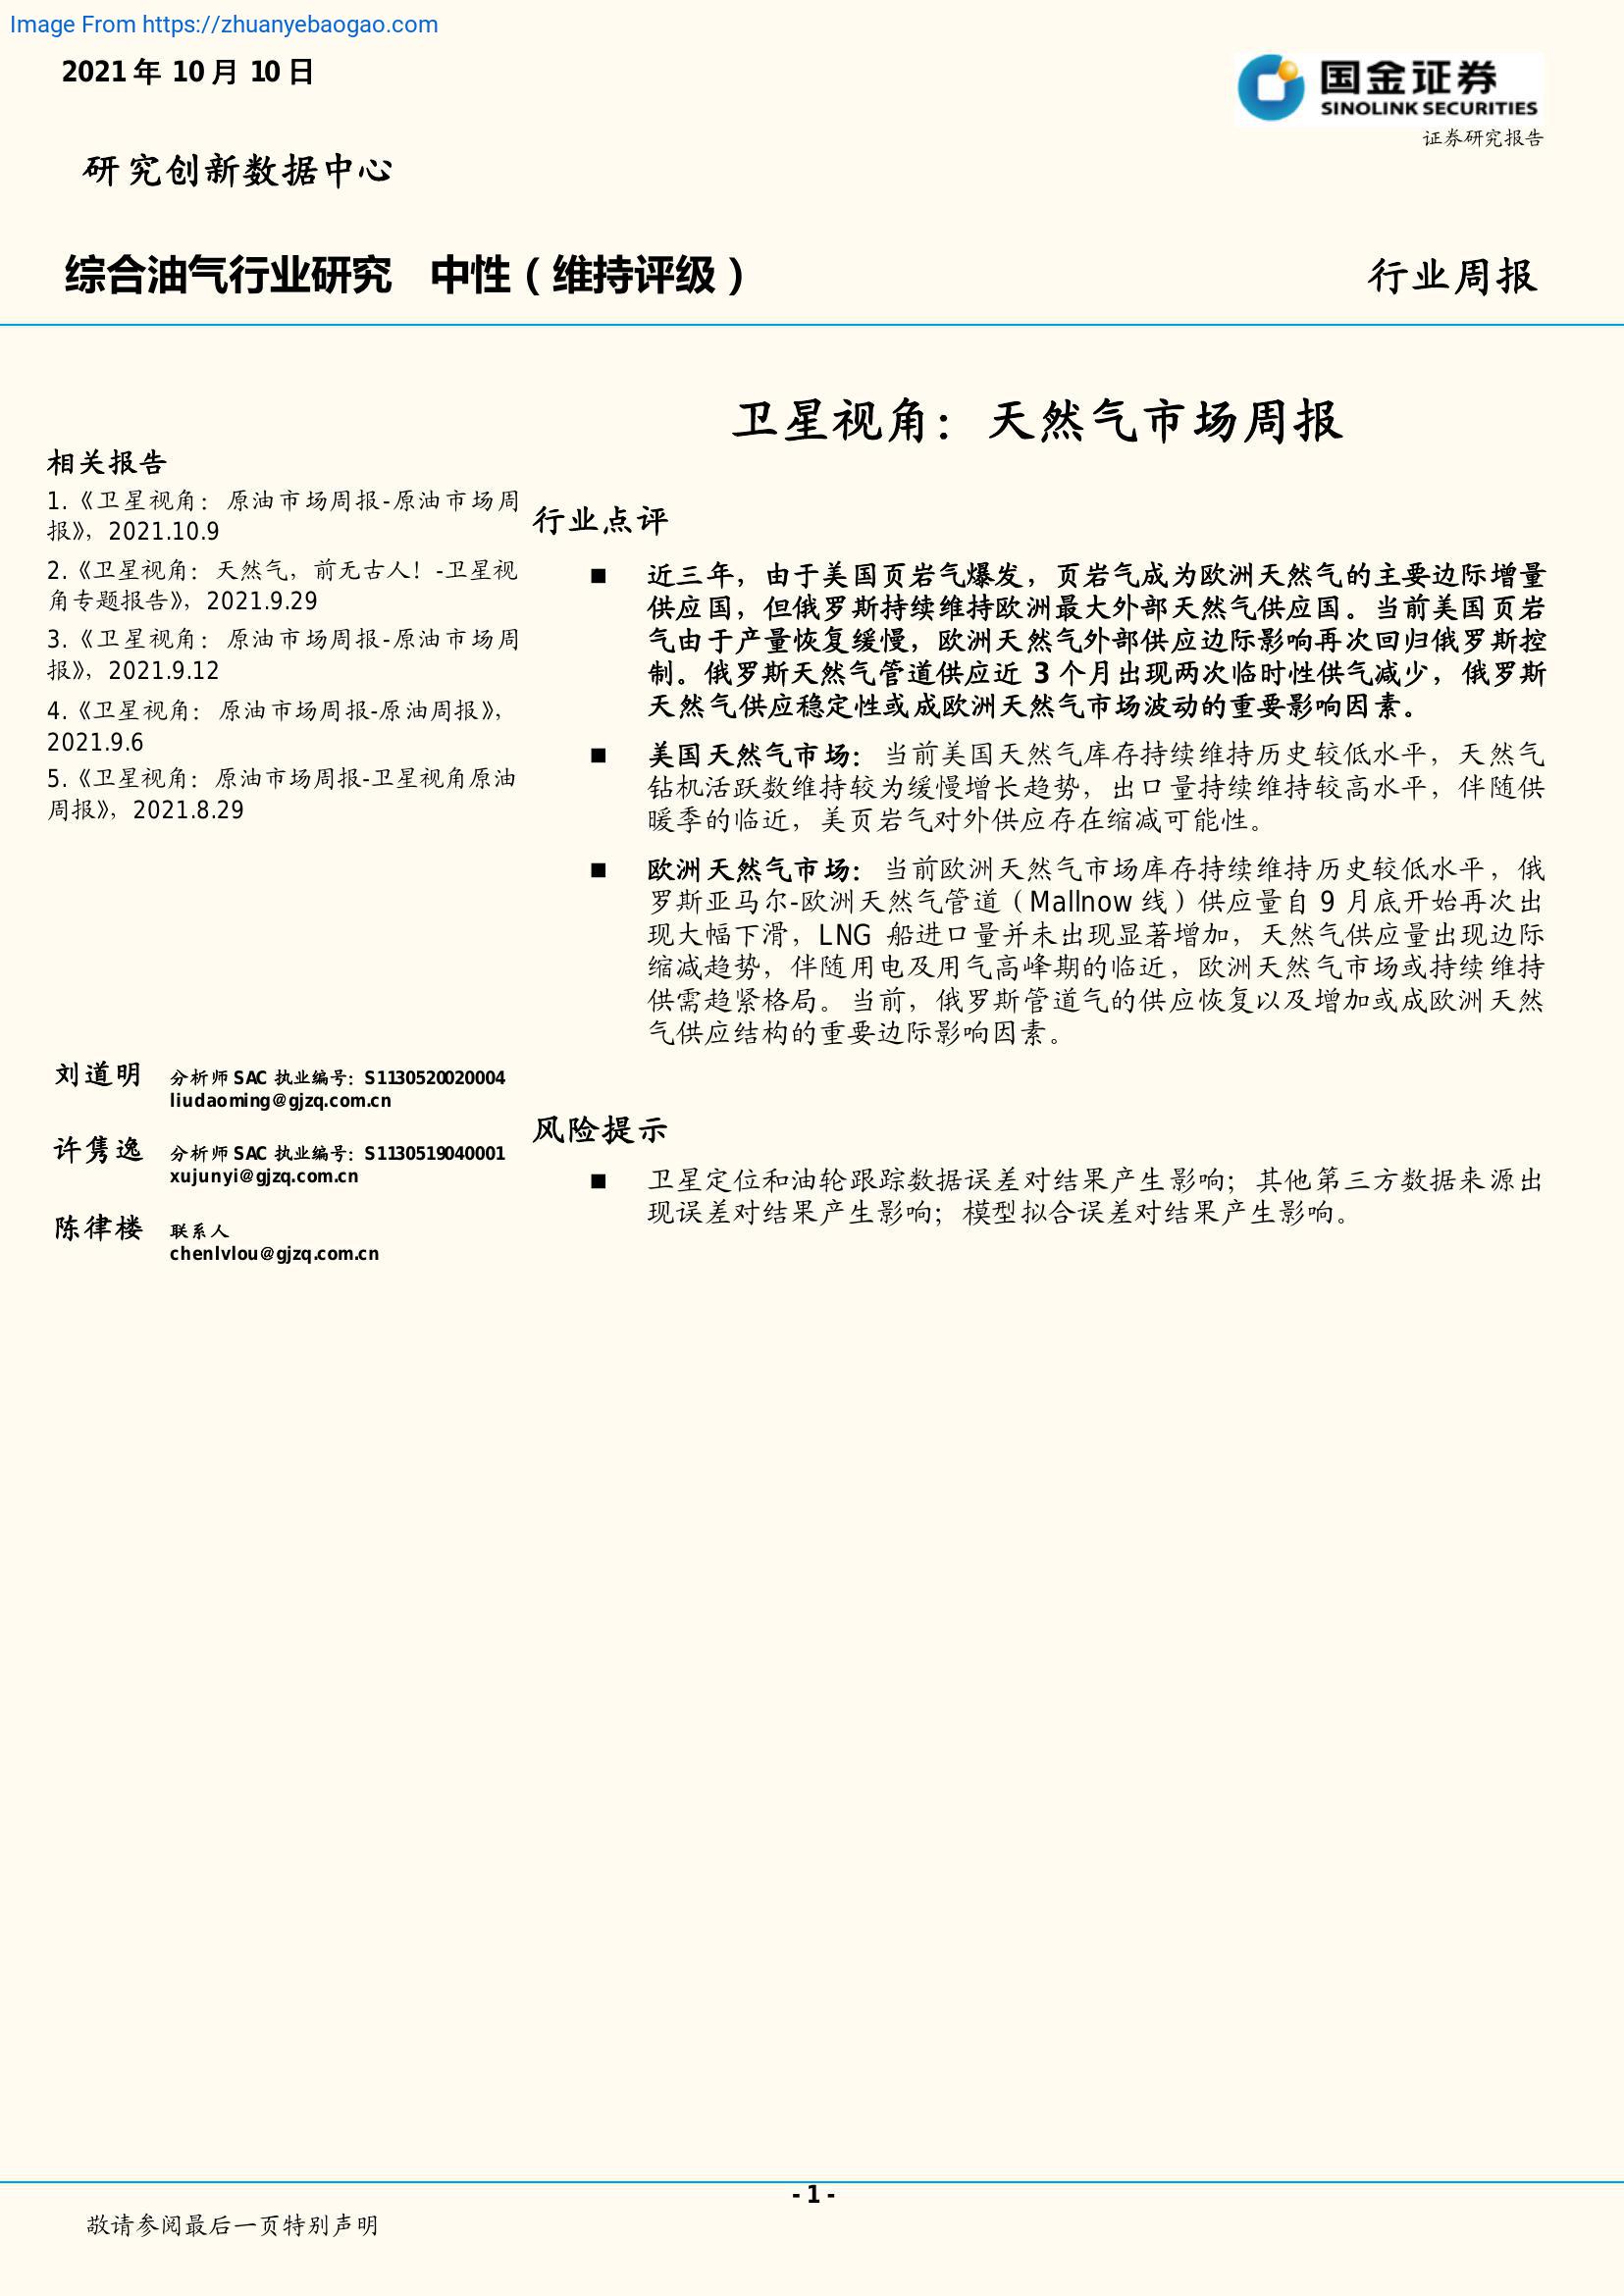 Image From https://zhuanyebaogao.com
2021 年 10 月 10 日
国金证券
SINOLINK SECURITIES
证券研究报告
研究创新数据中心
综合油气行业研究 中性（维持评级）
行业周报
卫星视角：天然气市场周报
相关报告
1.《卫星视角：原油市场周报-原油市场周
报》，2021.10.9
2.《卫星视角：天然气，前无古人！-卫星视
角专题报告》，2021.9.29
3.《卫星视角：原油市场周报-原油市场周
报》，2021.9.12
4.《卫星视角：原油市场周报-原油周报》，
2021.9.6
5.《卫星视角：原油市场周报-卫星视角原油
周报》，2021.8.29
刘道明 分析师 SAC 执业编号：S1130520020004
liudaoming@gjzq.com.cn
许隽逸 分析师 SAC 执业编号：S1130519040001
xujunyi@gjzq.com.cn
陈律楼 联系人
chenlvlou@gjzq.com.cn
行业点评
■ 近三年，由于美国页岩气爆发，页岩气成为欧洲天然气的主要边际增量
供应国，但俄罗斯持续维持欧洲最大外部天然气供应国。当前美国页岩
气由于产量恢复缓慢，欧洲天然气外部供应边际影响再次回归俄罗斯控
制。俄罗斯天然气管道供应近 3 个月出现两次临时性供气减少，俄罗斯
天然气供应稳定性或成欧洲天然气市场波动的重要影响因素。
■ 美国天然气市场：当前美国天然气库存持续维持历史较低水平，天然气
钻机活跃数维持较为缓慢增长趋势，出口量持续维持较高水平，伴随供
暖季的临近，美页岩气对外供应存在缩减可能性。
■ 欧洲天然气市场：当前欧洲天然气市场库存持续维持历史较低水平，俄
罗斯亚马尔-欧洲天然气管道（Mallnow 线）供应量自 9 月底开始再次出
现大幅下滑，LNG 船进口量并未出现显著增加，天然气供应量出现边际
缩减趋势，伴随用电及用气高峰期的临近，欧洲天然气市场或持续维持
供需趋紧格局。当前，俄罗斯管道气的供应恢复以及增加或成欧洲天然
气供应结构的重要边际影响因素。
风险提示
■ 卫星定位和油轮跟踪数据误差对结果产生影响；其他第三方数据来源出
现误差对结果产生影响；模型拟合误差对结果产生影响。
- 1 -
敬请参阅最后一页特别声明